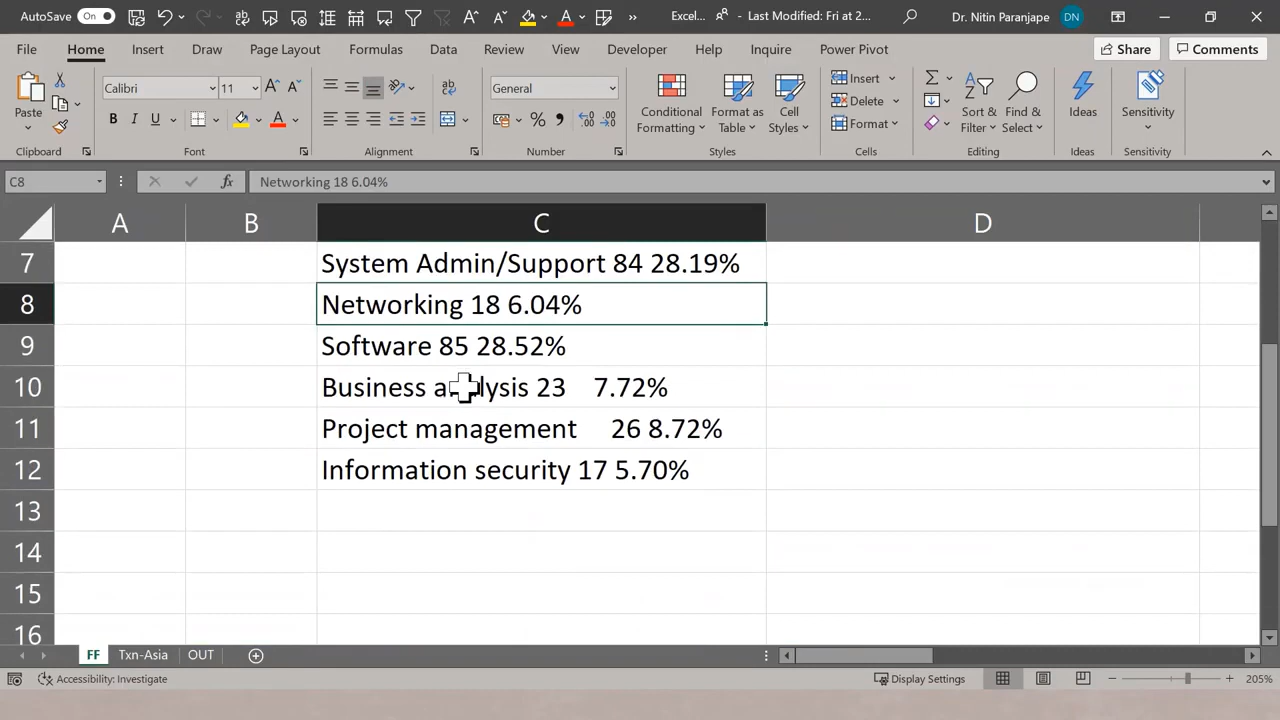 AutoSave On Excel... - Last Modified: Fri at 2... Dr. Nitin Paranjape DN
File Home Insert Draw Page Layout Formulas Data Review View Developer Help Inquire Power Pivot Share Comments
Paste Calibri 11 General Conditional Formatting Format as Table Cell Styles Insert Delete Format Sort & Filter Find & Select Ideas Sensitivity
Clipboard Font Alignment Number Styles Cells Editing Ideas Sensitivity
C8 fx Networking 18 6.04%
A B C D
7 System Admin/Support 84 28.19%
8 Networking 18 6.04%
9 Software 85 28.52%
10 Business analysis 23 7.72%
11 Project management 26 8.72%
12 Information security 17 5.70%
13
14
15
16
FF Txn-Asia OUT
Accessibility: Investigate Display Settings 205%